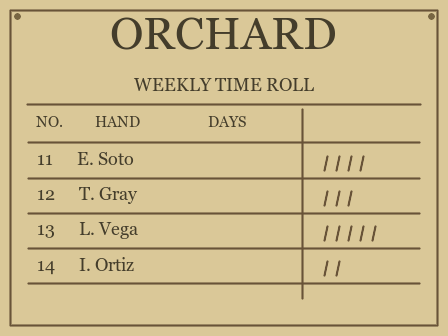 ORCHARD
WEEKLY TIME ROLL
NO. HAND DAYS
11 E. Soto / / / /
12 T. Gray / / /
13 L. Vega / / / / /
14 I. Ortiz / /